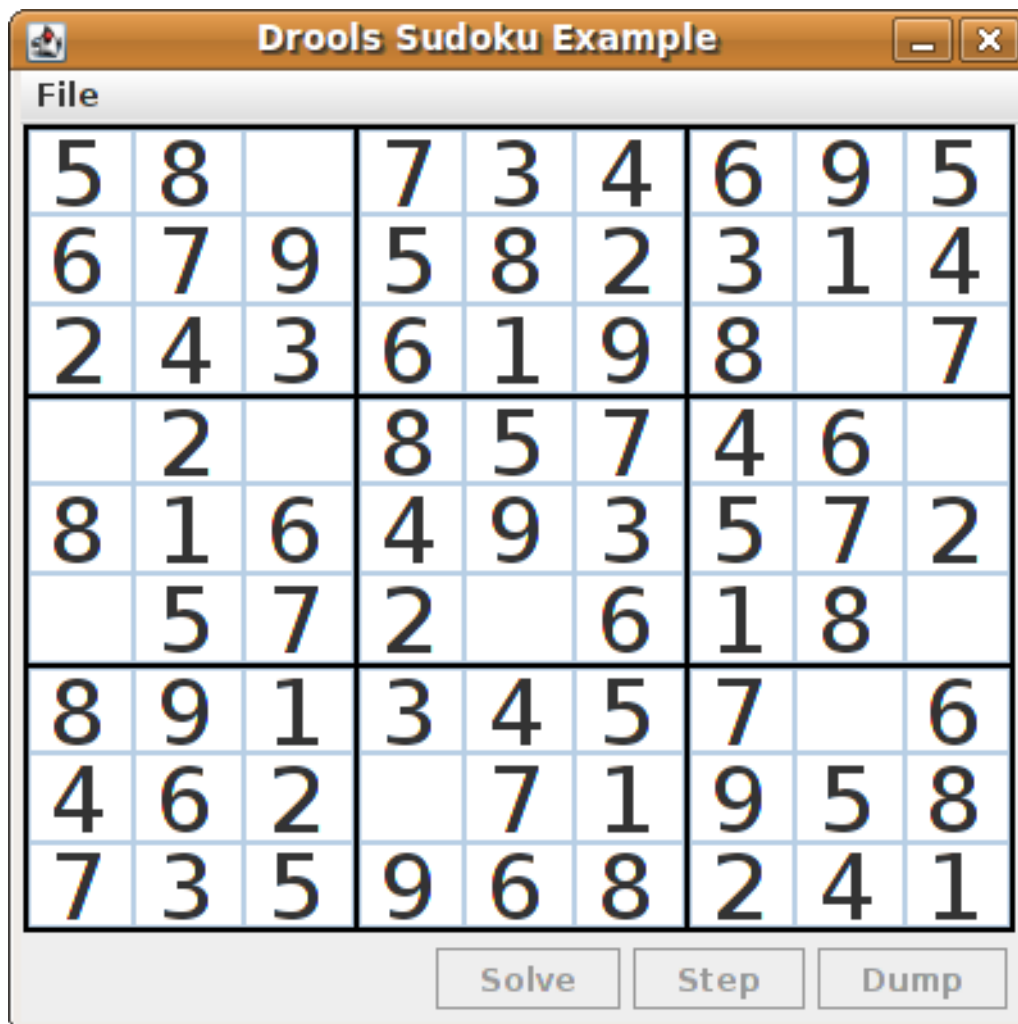 Drools Sudoku Example
File
5 8 7 3 4 6 9 5
6 7 9 5 8 2 3 1 4
2 4 3 6 1 9 8 7
2 8 5 7 4 6
8 1 6 4 9 3 5 7 2
5 7 2 6 1 8
8 9 1 3 4 5 7 6
4 6 2 7 1 9 5 8
7 3 5 9 6 8 2 4 1
Solve Step Dump